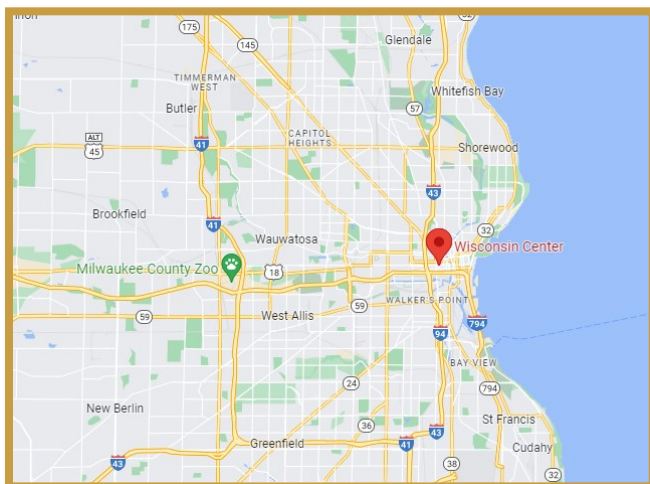 32
175
Glendale
145
TIMMERMAN
WEST
Whitefish Bay
Butler
57
CAPITOL
HEIGHTS
ALT
45
41
Shorewood
43
Brookfield
41
32
Wauwatosa
Wisconsin Center
Milwaukee County Zoo
18
WALKER'S POINT
59
59
West Allis
94
794
BAY VIEW
24
794
New Berlin
St Francis
36
43
Greenfield
41
Cudahy
43
38
32